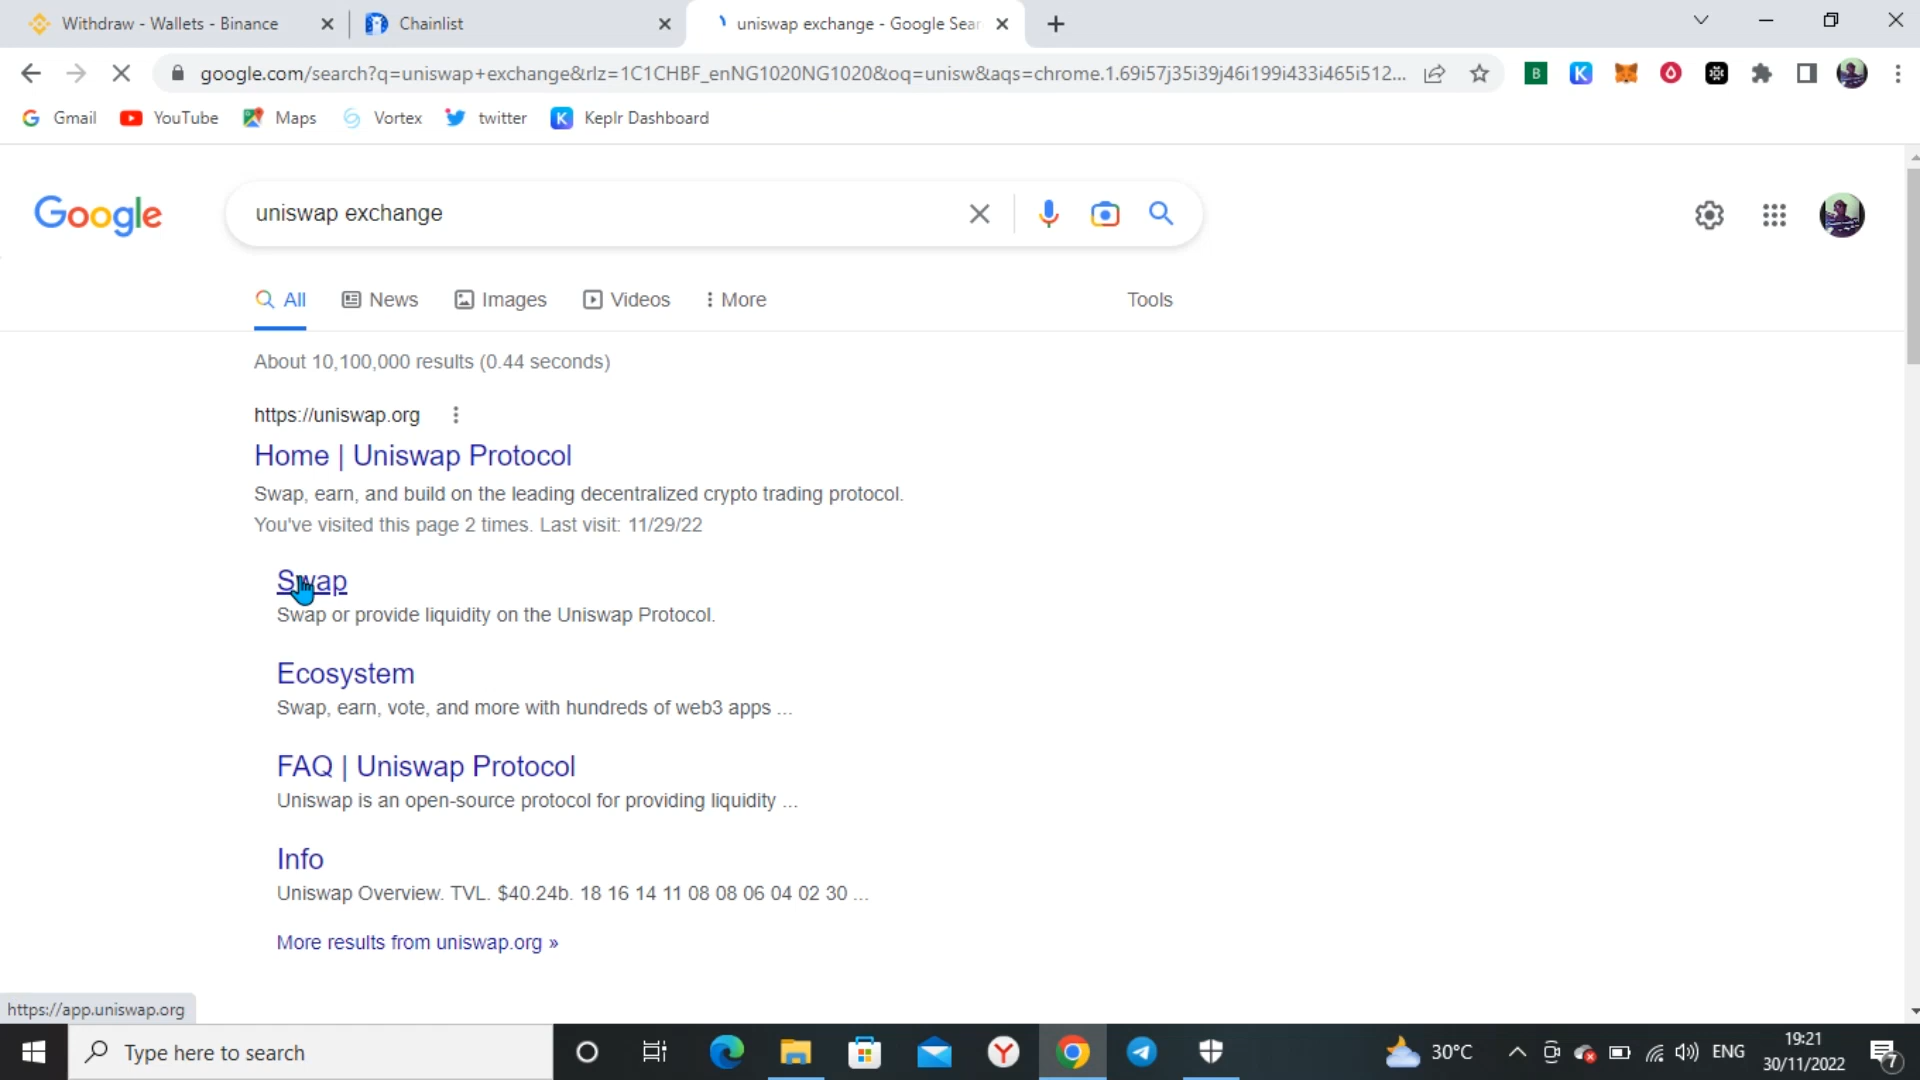 Withdraw - Wallets - Binance
Chainlist
uniswap exchange - Google Sear
google.com/search?q=uniswap+exchange&rlz=1C1CHBF_enNG1020NG1020&oq=unisw&aqs=chrome.1.69i57j35i39j46i199i433i465i512...
Gmail
YouTube
Maps
Vortex
twitter
Keplr Dashboard
Google
uniswap exchange
All
News
Images
Videos
More
Tools
About 10,100,000 results (0.44 seconds)
https://uniswap.org
Home | Uniswap Protocol
Swap, earn, and build on the leading decentralized crypto trading protocol.
You've visited this page 2 times. Last visit: 11/29/22
Swap
Swap or provide liquidity on the Uniswap Protocol.
Ecosystem
Swap, earn, vote, and more with hundreds of web3 apps ...
FAQ | Uniswap Protocol
Uniswap is an open-source protocol for providing liquidity ...
Info
Uniswap Overview. TVL. $40.24b. 18 16 14 11 08 08 06 04 02 30 ...
More results from uniswap.org »
https://app.uniswap.org
Type here to search
30°C
ENG
19:21
30/11/2022
7